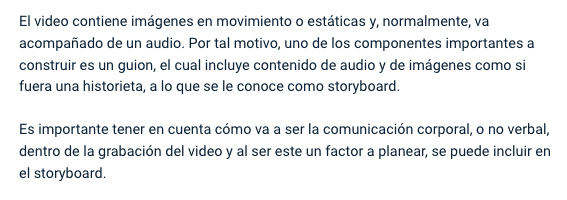 El video contiene imágenes en movimiento o estáticas y, normalmente, va
acompañado de un audio. Por tal motivo, uno de los componentes importantes a
construir es un guion, el cual incluye contenido de audio y de imágenes como si
fuera una historieta, a lo que se le conoce como storyboard.
Es importante tener en cuenta cómo va a ser la comunicación corporal, o no verbal,
dentro de la grabación del video y al ser este un factor a planear, se puede incluir en
el storyboard.